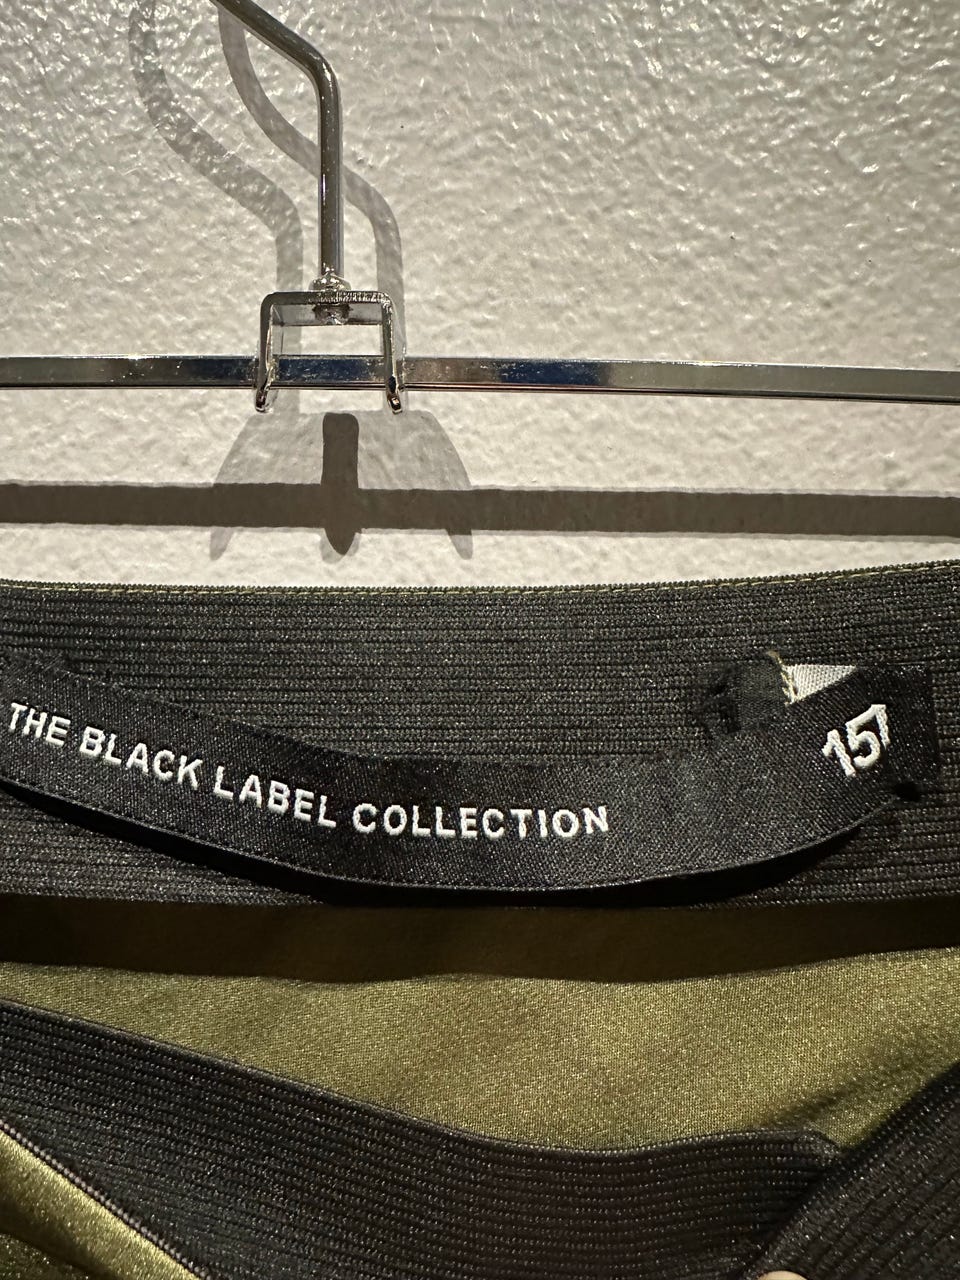 THE BLACK LABEL COLLECTION
157